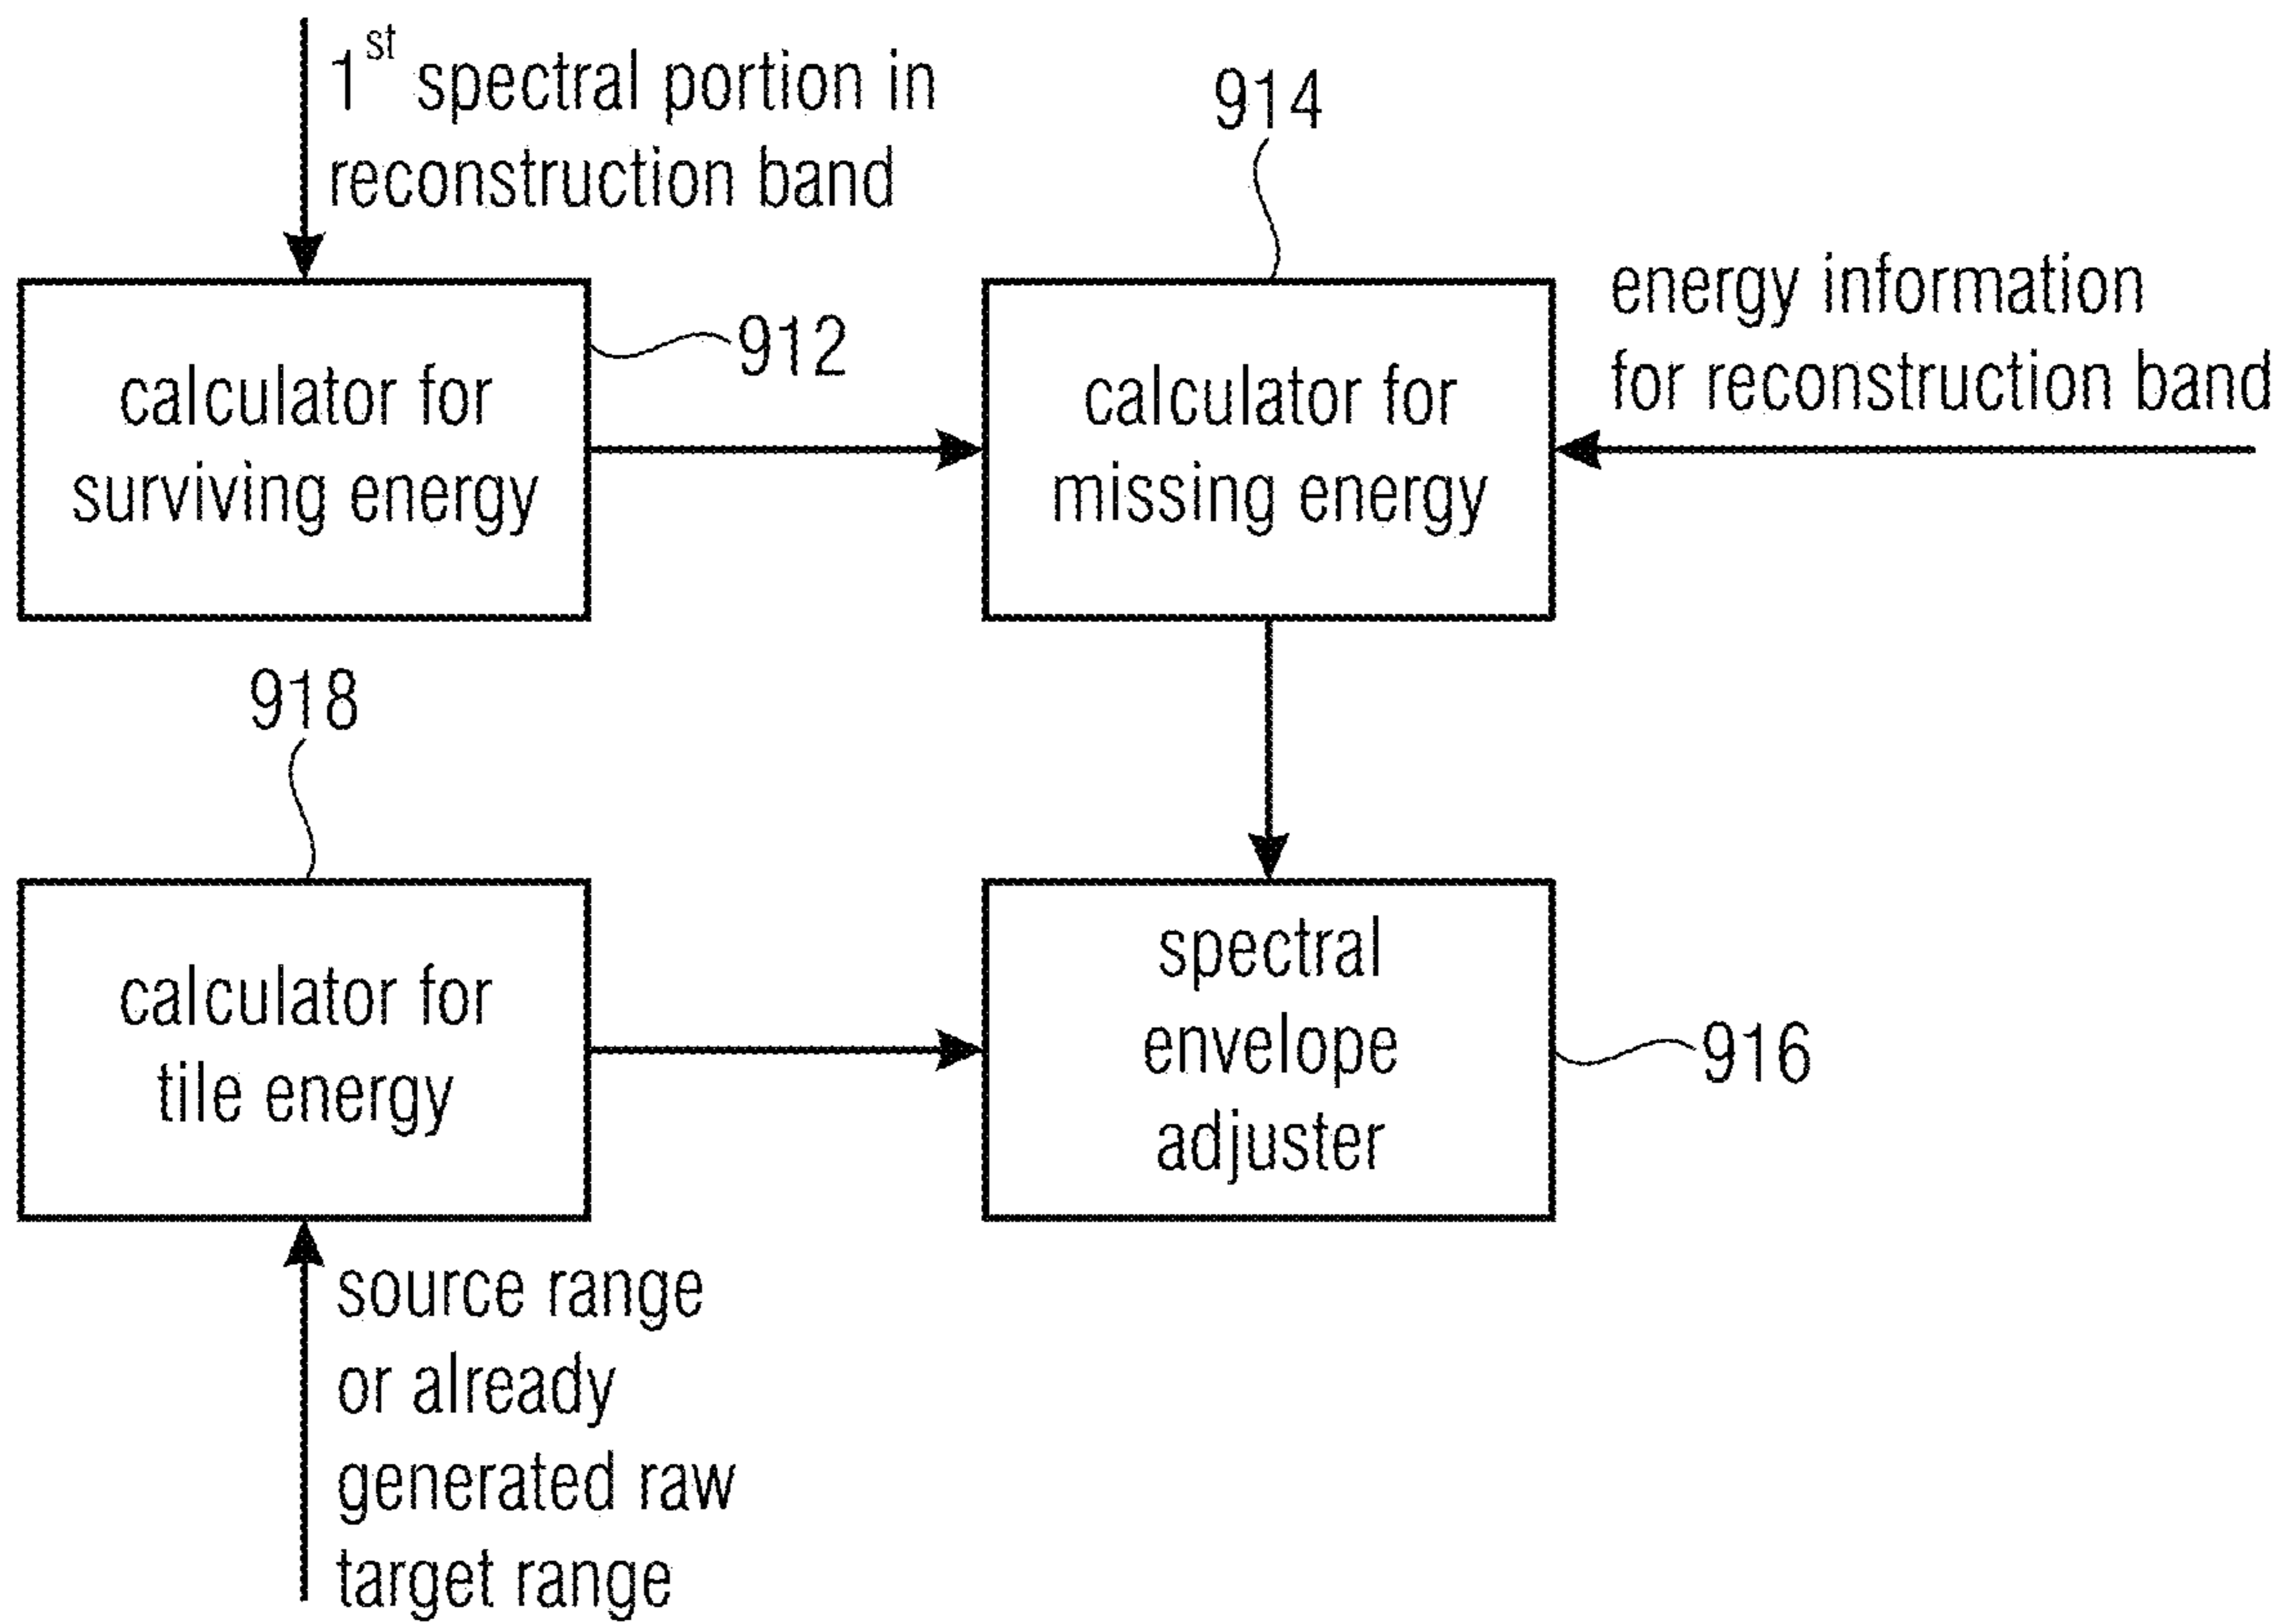 1st spectral portion in
reconstruction band
914
energy information
for reconstruction band
912
calculator for
surviving energy
calculator for
missing energy
918
calculator for
tile energy
spectral
envelope
adjuster
916
source range
or already
generated raw
target range